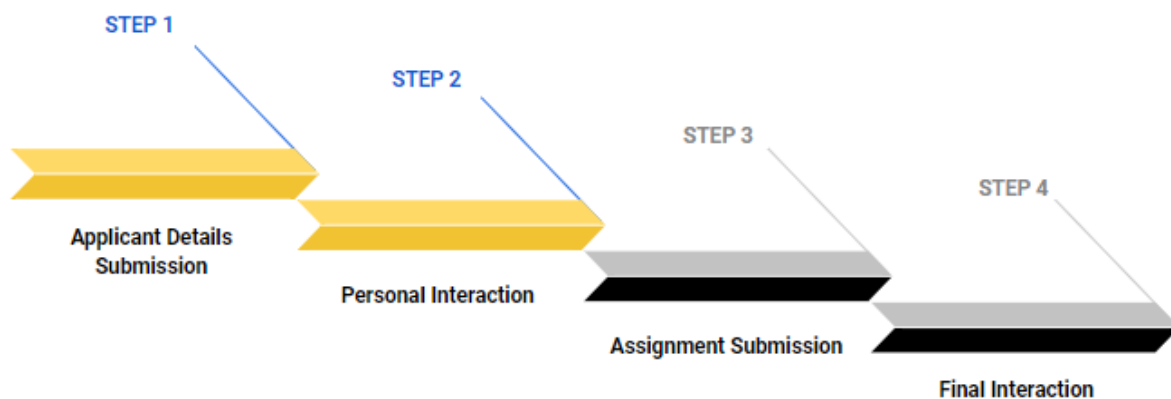 STEP 1
Applicant Details
Submission
STEP 2
Personal Interaction
STEP 3
Assignment Submission
STEP 4
Final Interaction